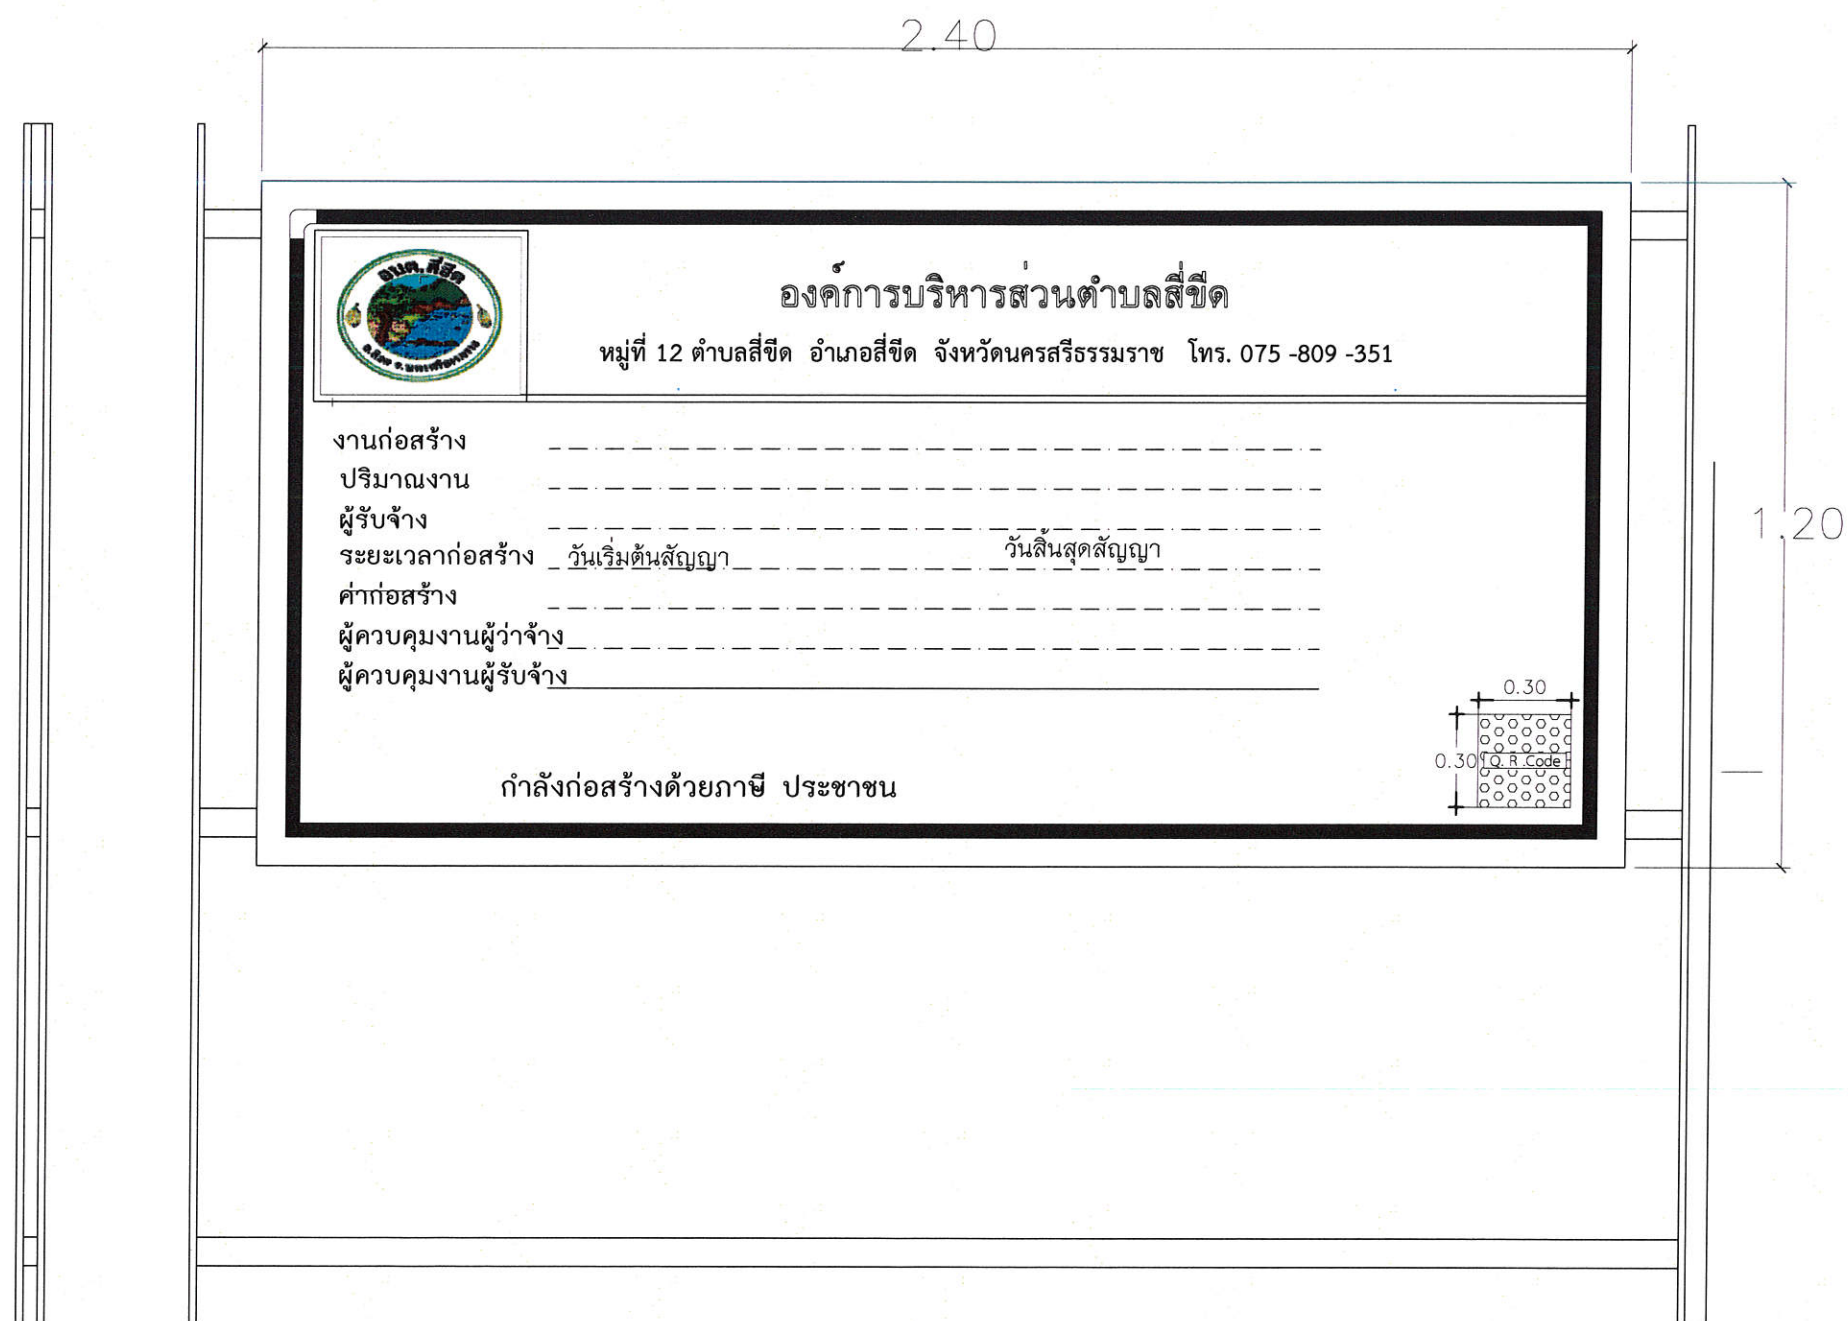 2.40
อบต.สี่ขีด
องค์การบริหารส่วนตำบลสี่ขีด
หมู่ที่ 12 ตำบลสี่ขีด อำเภอสี่ขีด จังหวัดนครสรีธรรมราช โทร. 075 -809 -351
งานก่อสร้าง
ปริมาณงาน
ผู้รับจ้าง
1.20
ระยะเวลาก่อสร้าง วันเริ่มต้นสัญญา วันสิ้นสุดสัญญา
ค่าก่อสร้าง
ผู้ควบคุมงานผู้ว่าจ้าง
ผู้ควบคุมงานผู้รับจ้าง
0.30
0.30 Q. R .Code
กำลังก่อสร้างด้วยภาษี ประชาชน